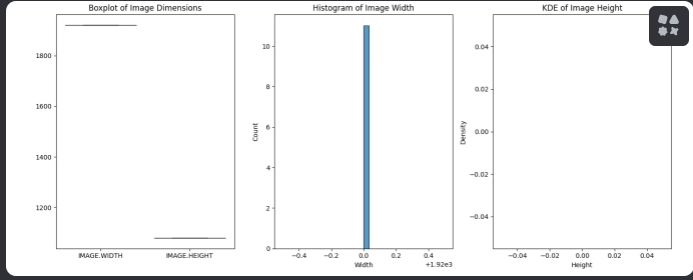 Boxplot of Image Dimensions
1800
1600
1400
1200
IMAGE.WIDTH IMAGE.HEIGHT
Histogram of Image Width
Count
10
8
6
4
2
0
−0.4 −0.2 0.0 0.2 0.4
Width
+1.92e3
KDE of Image Height
Density
0.04
0.02
0.00
−0.02
−0.04
−0.04 −0.02 0.00 0.02 0.04
Height